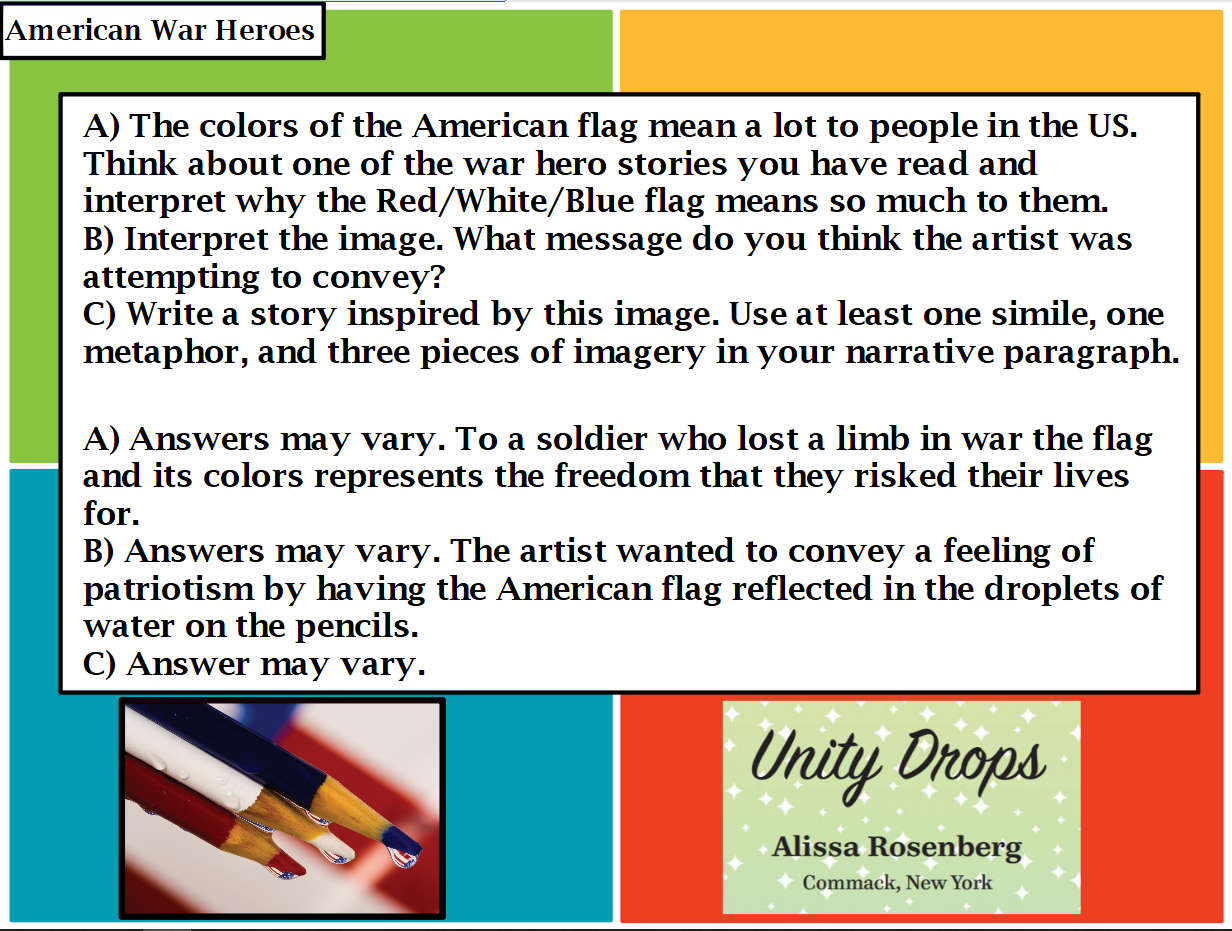 American War Heroes
A) The colors of the American flag mean a lot to people in the US.
Think about one of the war hero stories you have read and
interpret why the Red/White/Blue flag means so much to them.
B) Interpret the image. What message do you think the artist was
attempting to convey?
C) Write a story inspired by this image. Use at least one simile, one
metaphor, and three pieces of imagery in your narrative paragraph.
A) Answers may vary. To a soldier who lost a limb in war the flag
and its colors represents the freedom that they risked their lives
for.
B) Answers may vary. The artist wanted to convey a feeling of
patriotism by having the American flag reflected in the droplets of
water on the pencils.
C) Answer may vary.
Unity Drops
Alissa Rosenberg
Commack, New York